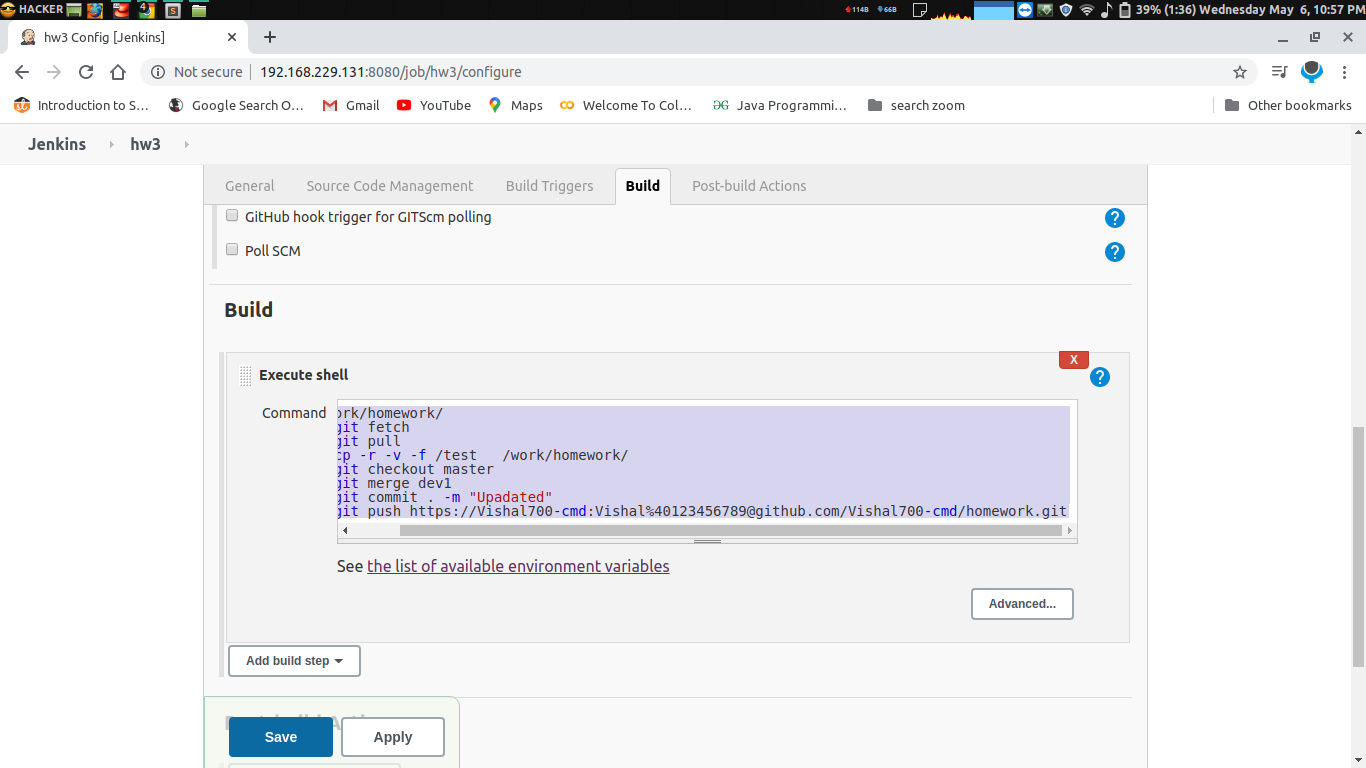 HACKER 4 S 114B 66B 39% (1:36) Wednesday May 6, 10:57 PM
hw3 Config [Jenkins]
Not secure 192.168.229.131:8080/job/hw3/configure
Introduction to S... Google Search O... Gmail YouTube Maps Welcome To Col... Java Programmi... search zoom Other bookmarks
Jenkins hw3
General Source Code Management Build Triggers Build Post-build Actions
GitHub hook trigger for GITScm polling ?
Poll SCM ?
Build
X
Execute shell ?
Command
ork/homework/
git fetch
git pull
cp -r -v -f /test /work/homework/
git checkout master
git merge dev1
git commit . -m "Upadated"
git push https://Vishal700-cmd:Vishal%40123456789@github.com/Vishal700-cmd/homework.git
See the list of available environment variables
Advanced...
Add build step
Save Apply